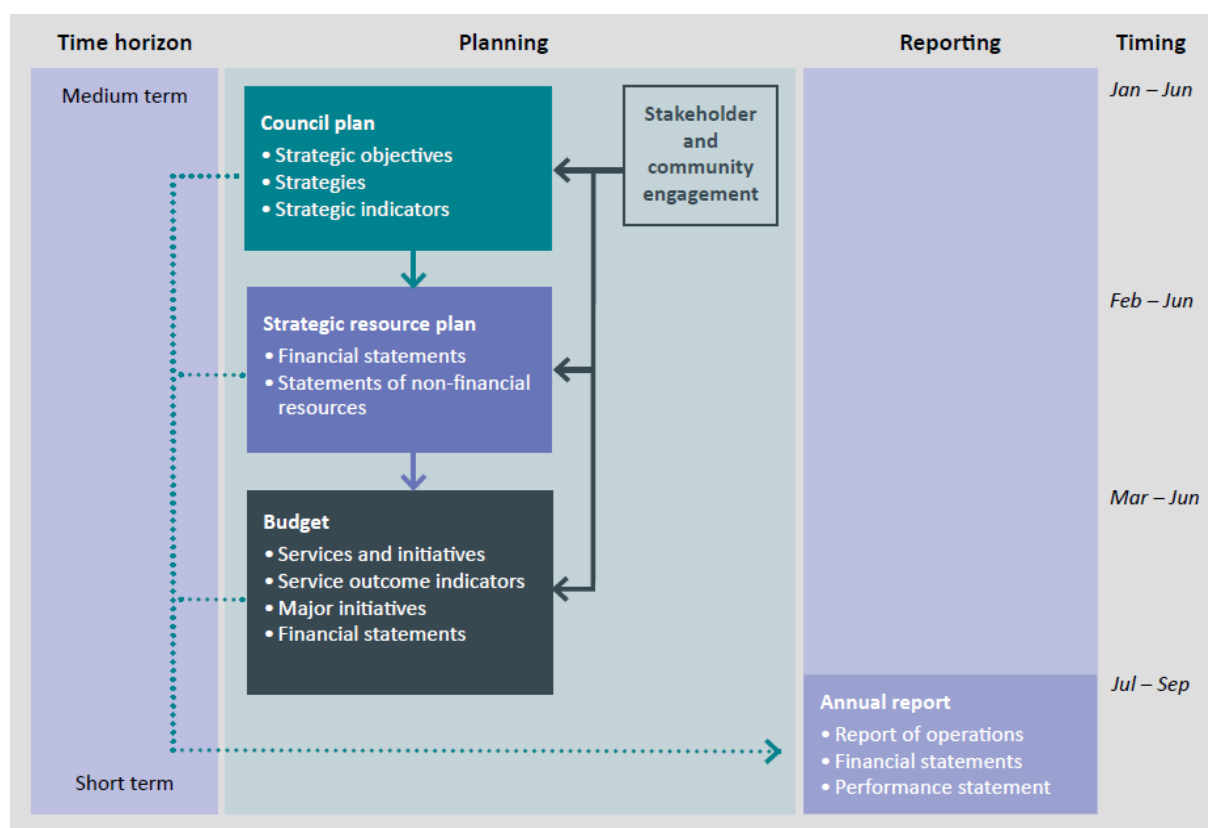 Time horizon
Planning
Reporting
Timing
Medium term
Jan – Jun
Council plan
• Strategic objectives
• Strategies
• Strategic indicators
Stakeholder
and
community
engagement
Feb – Jun
Strategic resource plan
• Financial statements
• Statements of non-financial
resources
Mar – Jun
Budget
• Services and initiatives
• Service outcome indicators
• Major initiatives
• Financial statements
Jul – Sep
Annual report
• Report of operations
• Financial statements
• Performance statement
Short term